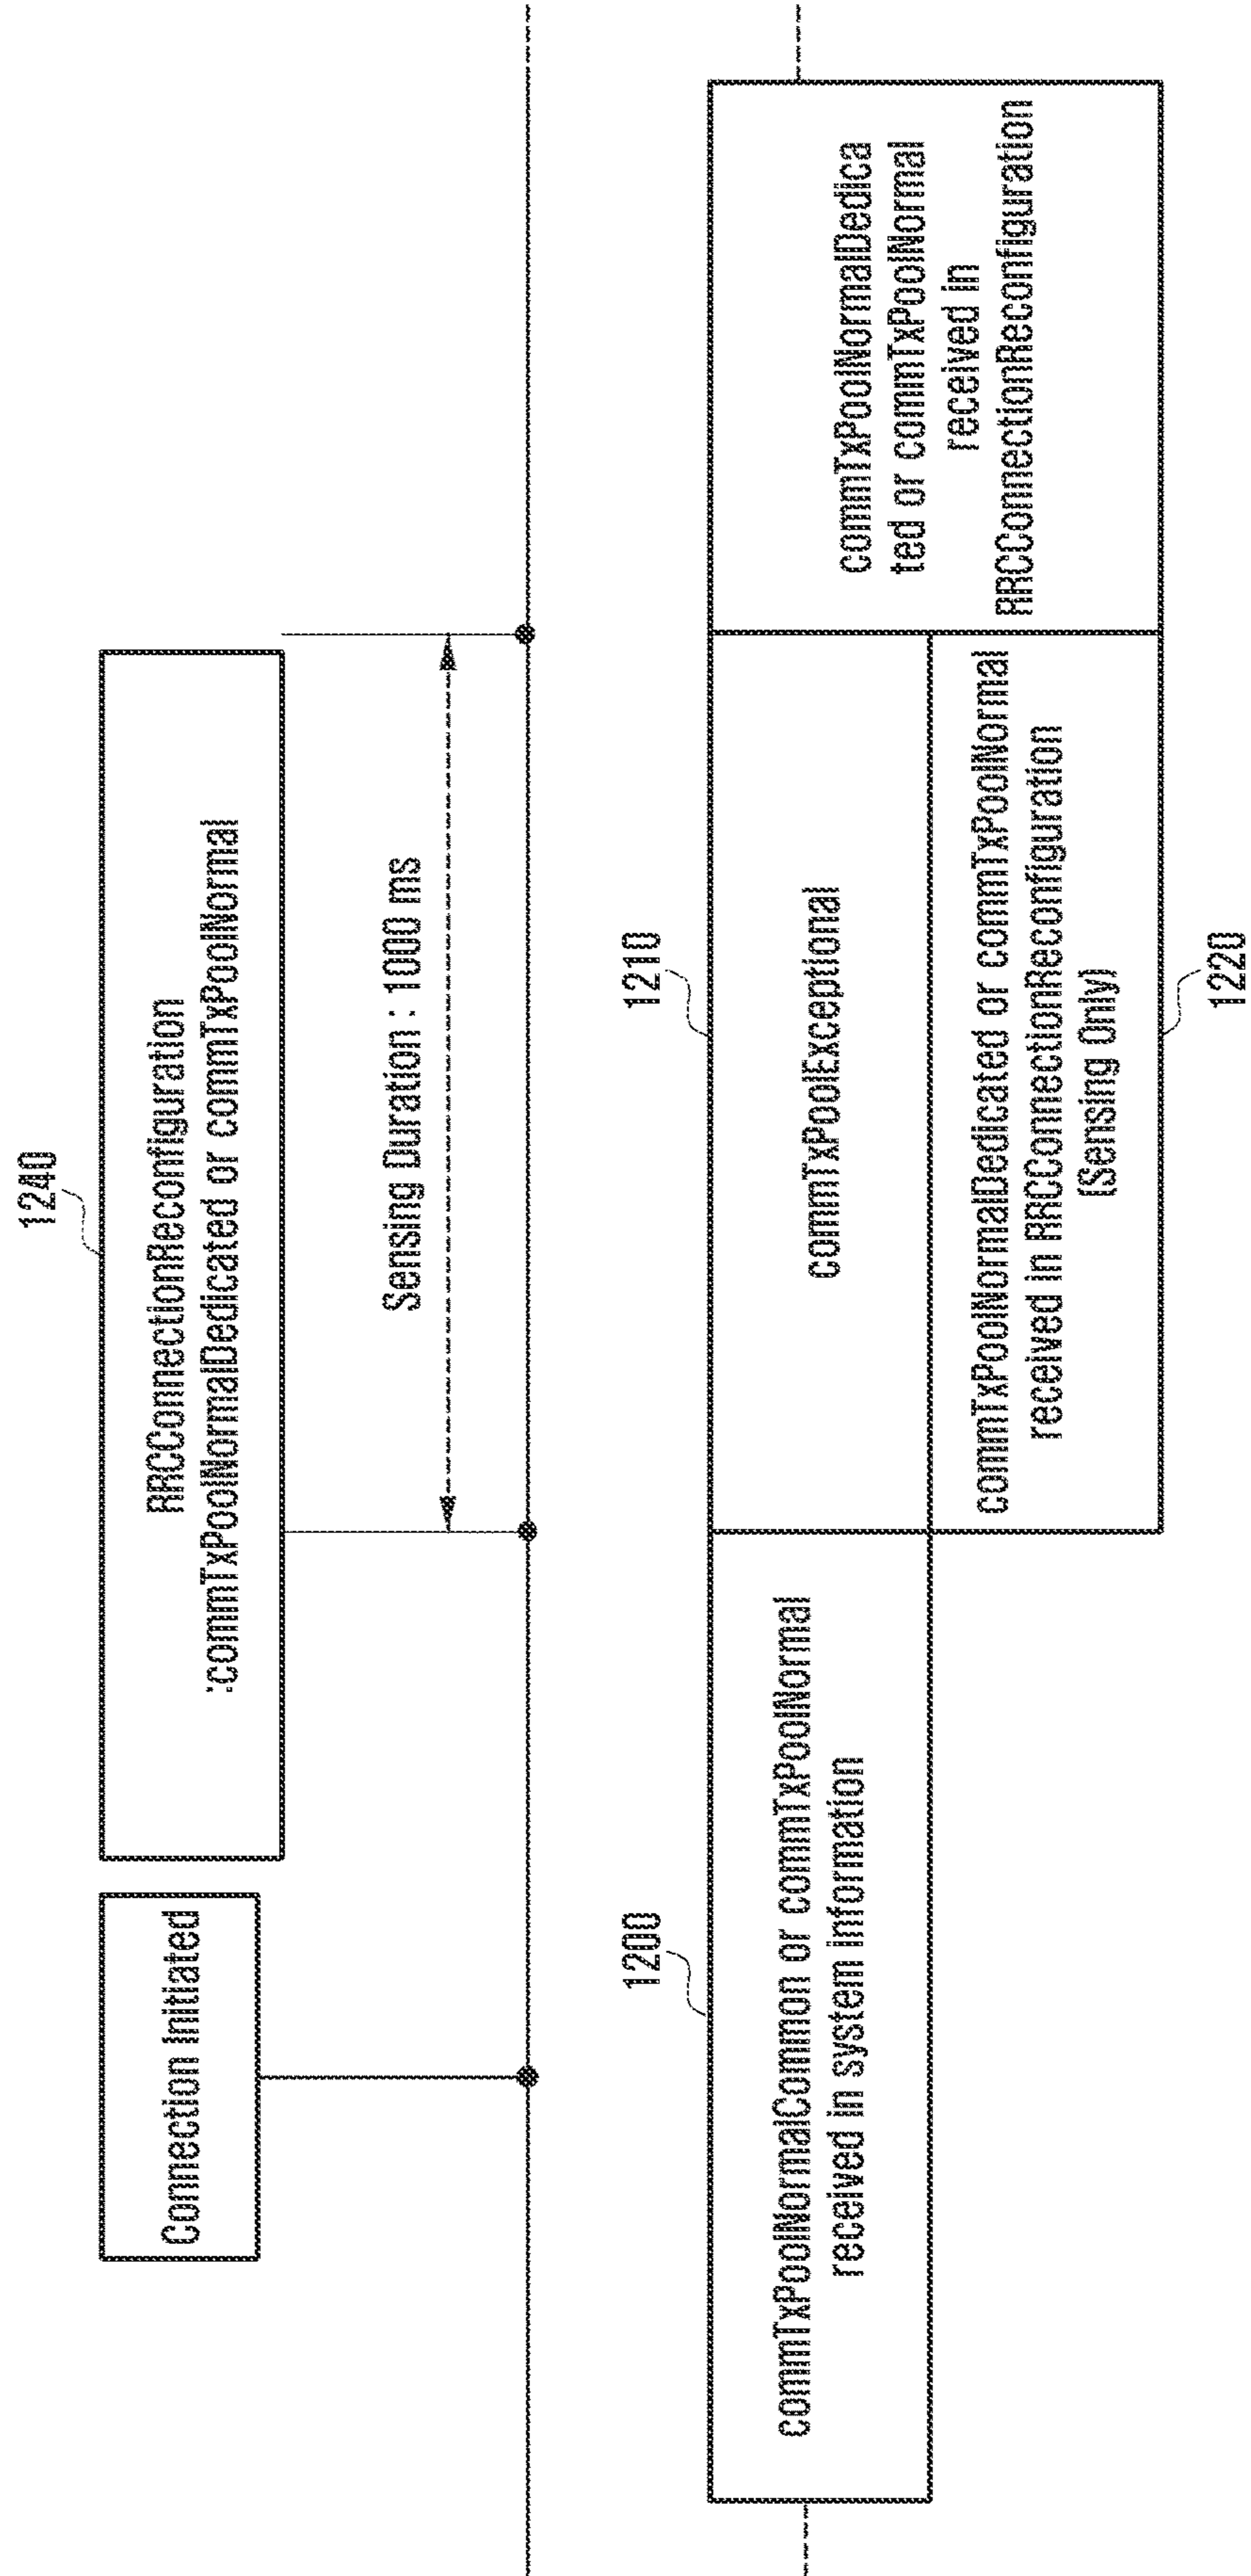 1240
Connection Initiated
RRCConnectionReconfiguration
:commTxPoolNormalDedicated or commTxPoolNormal
Sensing Duration : 1000 ms
1200
1210
commTxPoolNormalCommon or commTxPoolNormal
received in system information
commTxPoolExceptional
commTxPoolNormalDedicated or commTxPoolNormal
received in RRCConnectionReconfiguration
(Sensing Only)
commTxPoolNormalDedica
ted or commTxPoolNormal
received in
RRCConnectionReconfiguration
1220